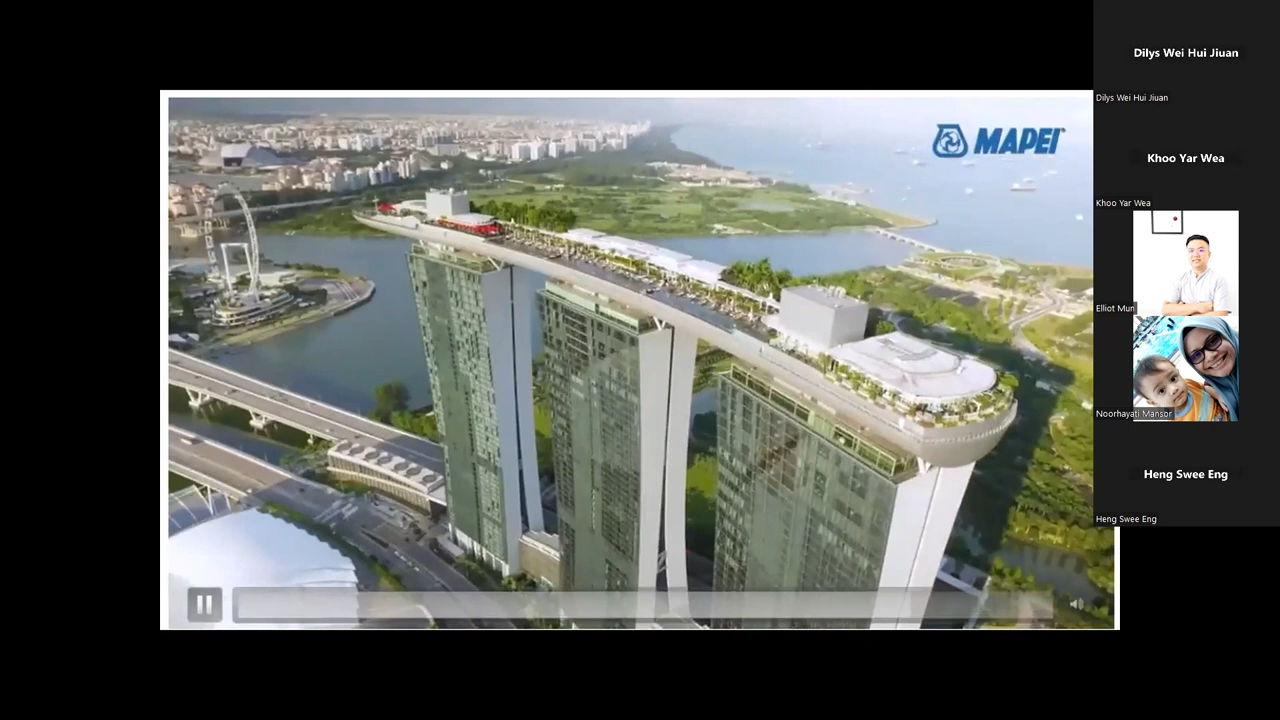 MAPEI
Dilys Wei Hui Jiuan
Dilys Wei Hui Jiuan
Khoo Yar Wea
Khoo Yar Wea
Elliot Mun
Noorhayati Mansor
Heng Swee Eng
Heng Swee Eng